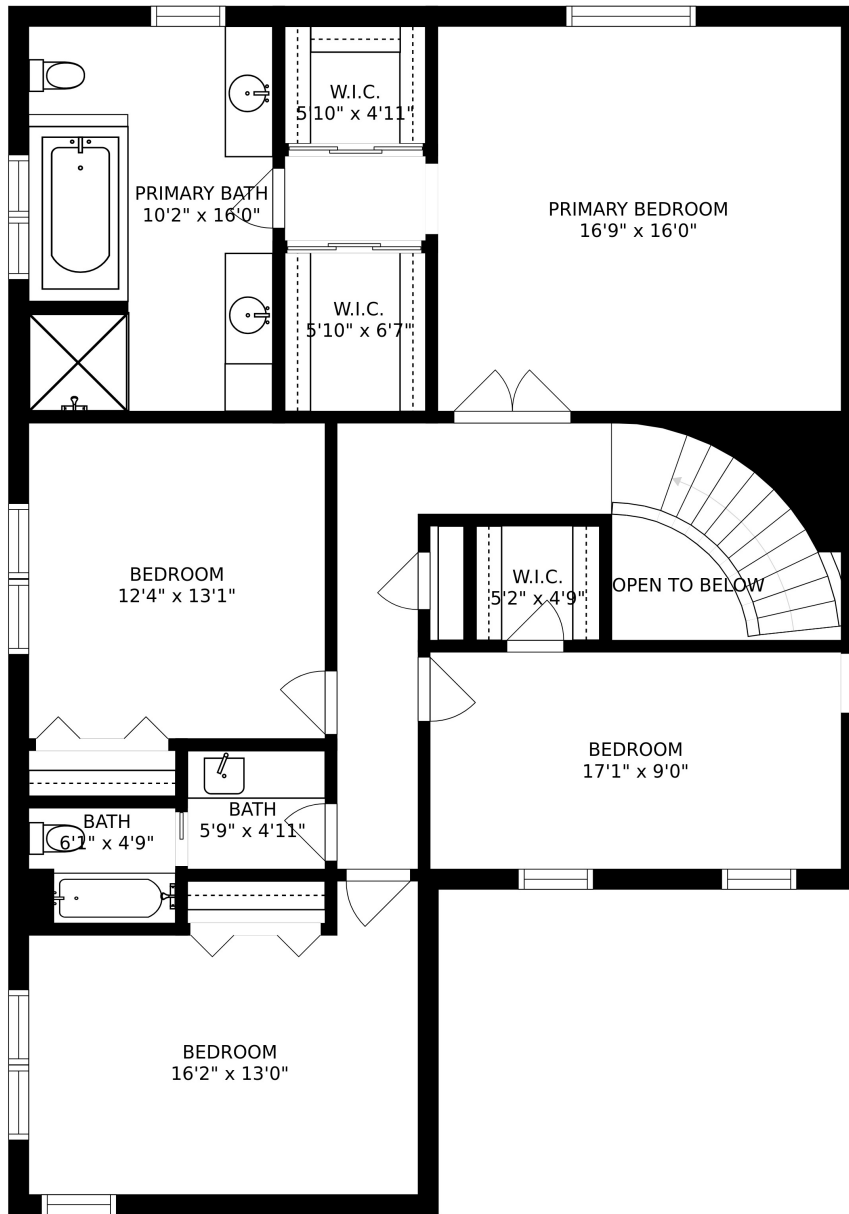 W.I.C.
5'10" x 4'11"
PRIMARY BATH
10'2" x 16'0"
PRIMARY BEDROOM
16'9" x 16'0"
W.I.C.
5'10" x 6'7"
BEDROOM
12'4" x 13'1"
W.I.C.
5'2" x 4'9"
OPEN TO BELOW
BEDROOM
17'1" x 9'0"
BATH
6'1" x 4'9"
BATH
5'9" x 4'11"
BEDROOM
16'2" x 13'0"